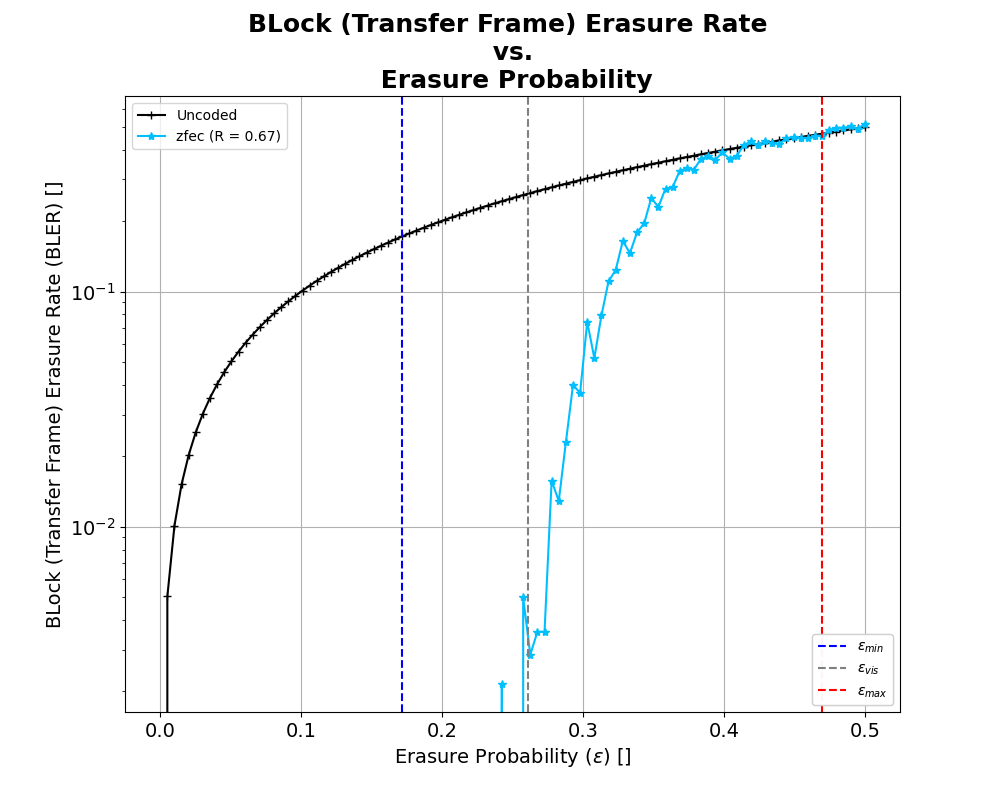 BLock (Transfer Frame) Erasure Rate
vs.
Erasure Probability
Uncoded
zfec (R = 0.67)
BLock (Transfer Frame) Erasure Rate (BLER) []
10⁻¹
10⁻²
ε_min
ε_vis
ε_max
0.0 0.1 0.2 0.3 0.4 0.5
Erasure Probability (ε) []